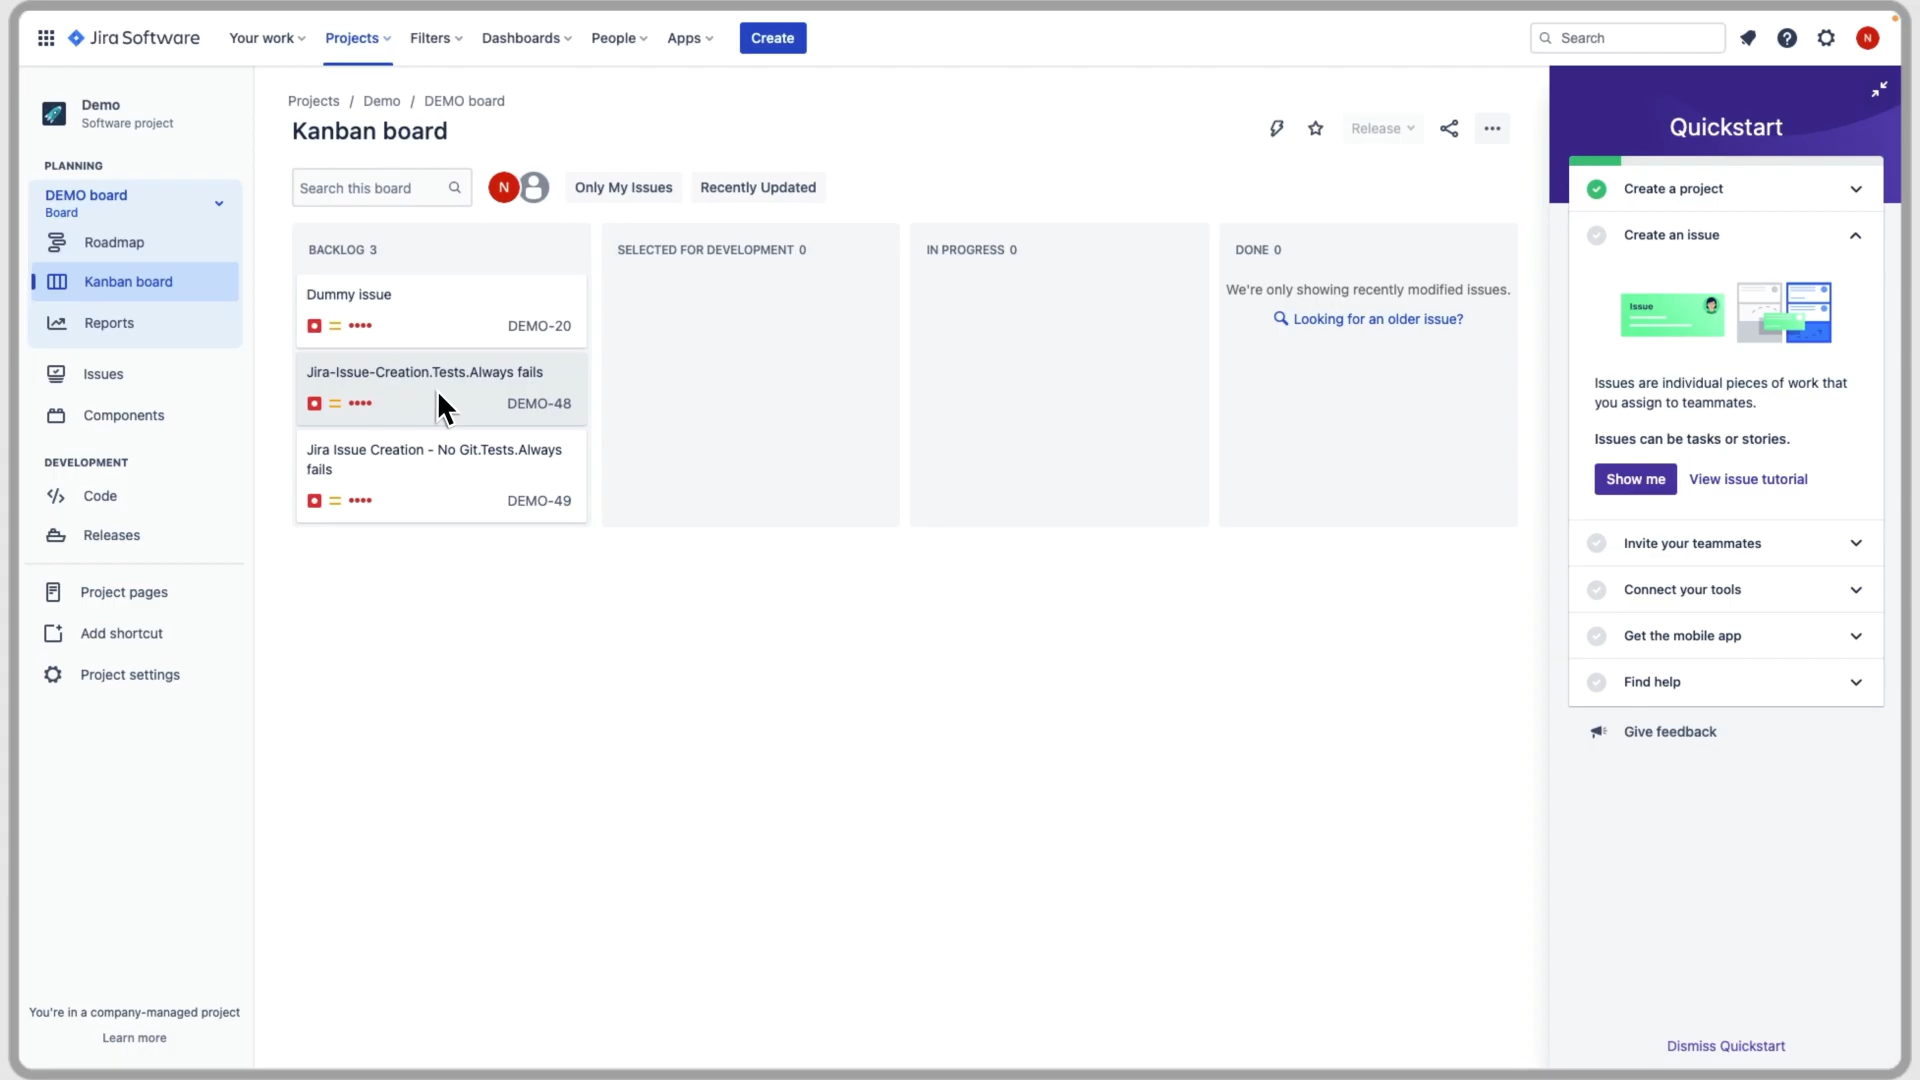 Jira Software
Your work
Projects
Filters
Dashboards
People
Apps
Create
Search
N
Demo
Software project
PLANNING
DEMO board
Board
Roadmap
Kanban board
Reports
Issues
Components
DEVELOPMENT
Code
Releases
Project pages
Add shortcut
Project settings
You're in a company-managed project
Learn more
Projects / Demo / DEMO board
Kanban board
Release
Search this board
N
Only My Issues
Recently Updated
BACKLOG 3
Dummy issue
DEMO-20
Jira-Issue-Creation.Tests.Always fails
DEMO-48
Jira Issue Creation - No Git.Tests.Always
fails
DEMO-49
SELECTED FOR DEVELOPMENT 0
IN PROGRESS 0
DONE 0
We're only showing recently modified issues.
Looking for an older issue?
Quickstart
Create a project
Create an issue
Issue
Issues are individual pieces of work that
you assign to teammates.
Issues can be tasks or stories.
Show me
View issue tutorial
Invite your teammates
Connect your tools
Get the mobile app
Find help
Give feedback
Dismiss Quickstart